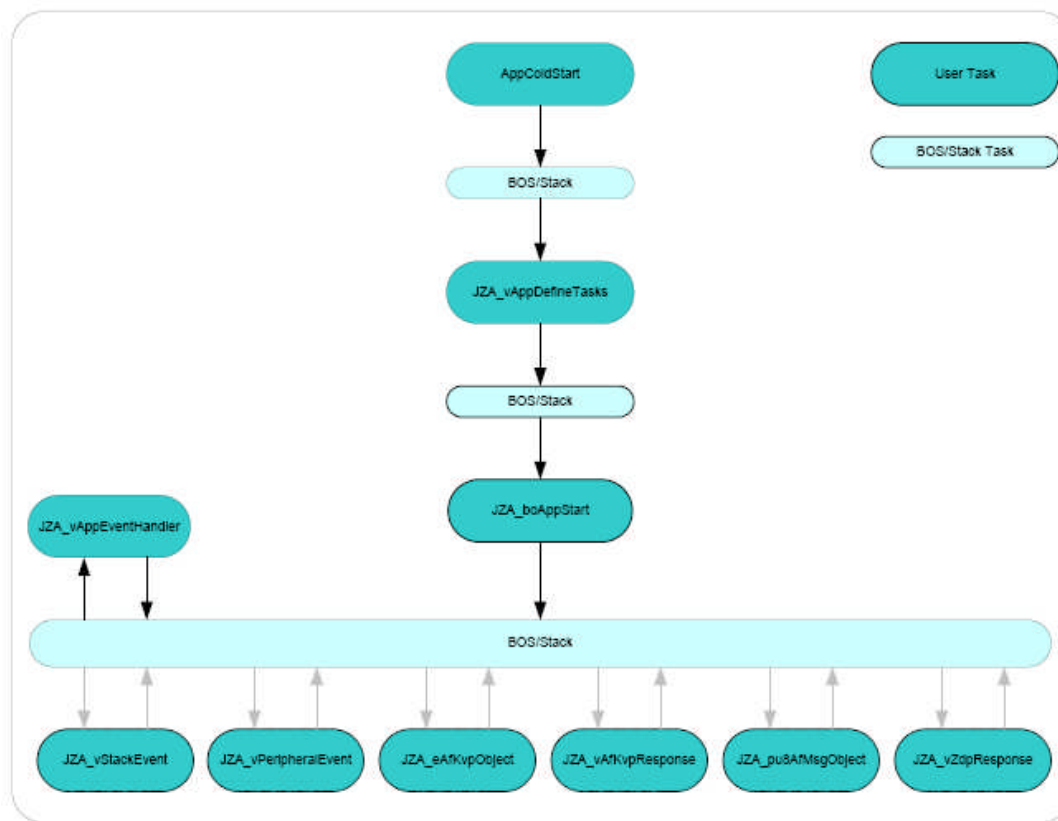 AppColdStart
User Task
BOS/Stack Task
BOS/Stack
JZA_vAppDefineTasks
BOS/Stack
JZA_boAppStart
JZA_vAppEventHandler
BOS/Stack
JZA_vStackEvent
JZA_vPeripheralEvent
JZA_eAfKvpObject
JZA_vAfKvpResponse
JZA_pu8AfMsgObject
JZA_vZdpResponse